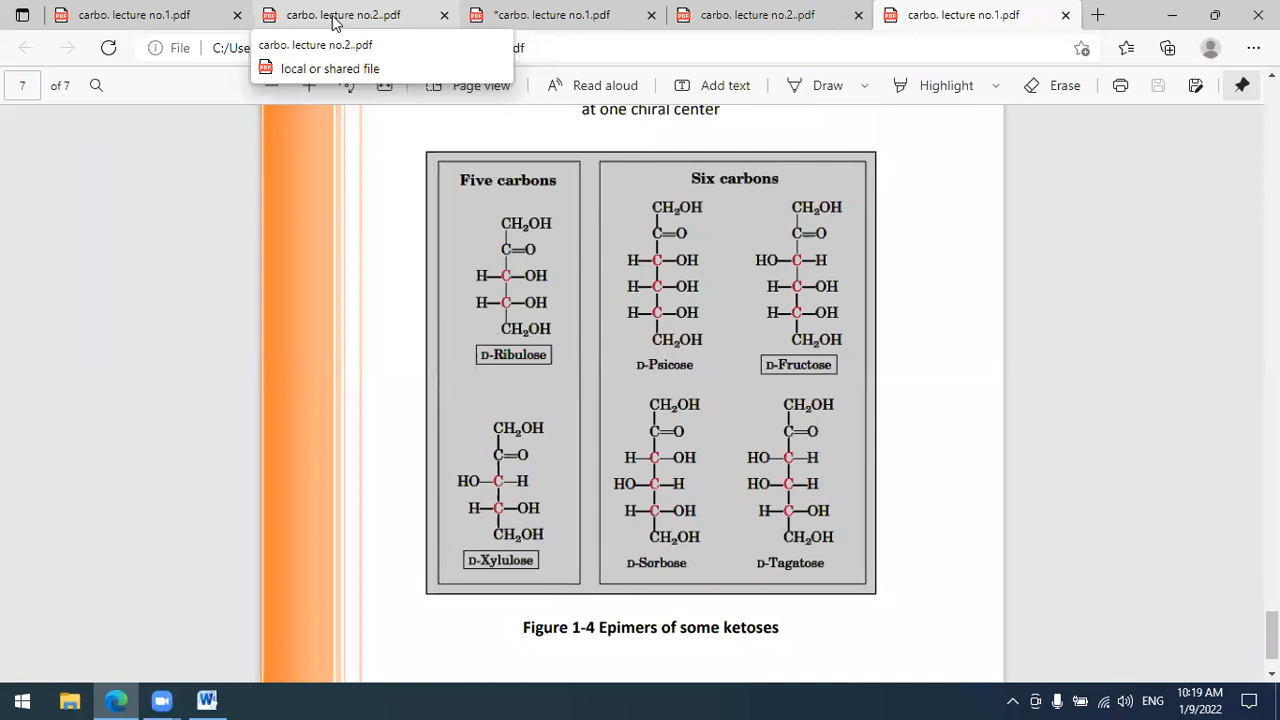 carbo. lecture no.1.pdf
carbo. lecture no.2..pdf
*carbo. lecture no.1.pdf
carbo. lecture no.2..pdf
carbo. lecture no.1.pdf
File
C:/Use
df
carbo. lecture no.2..pdf
local or shared file
7
of 7
Page view
Read aloud
Add text
Draw
Highlight
Erase
at one chiral center
Five carbons
CH₂OH
C=O
H—C—OH
H—C—OH
CH₂OH
D-Ribulose
CH₂OH
C=O
HO—C—H
H—C—OH
CH₂OH
D-Xylulose
Six carbons
CH₂OH
C=O
H—C—OH
H—C—OH
H—C—OH
CH₂OH
D-Psicose
CH₂OH
C=O
HO—C—H
H—C—OH
H—C—OH
CH₂OH
D-Fructose
CH₂OH
C=O
H—C—OH
HO—C—H
H—C—OH
CH₂OH
D-Sorbose
CH₂OH
C=O
HO—C—H
HO—C—H
H—C—OH
CH₂OH
D-Tagatose
Figure 1-4 Epimers of some ketoses
ENG
10:19 AM
1/9/2022